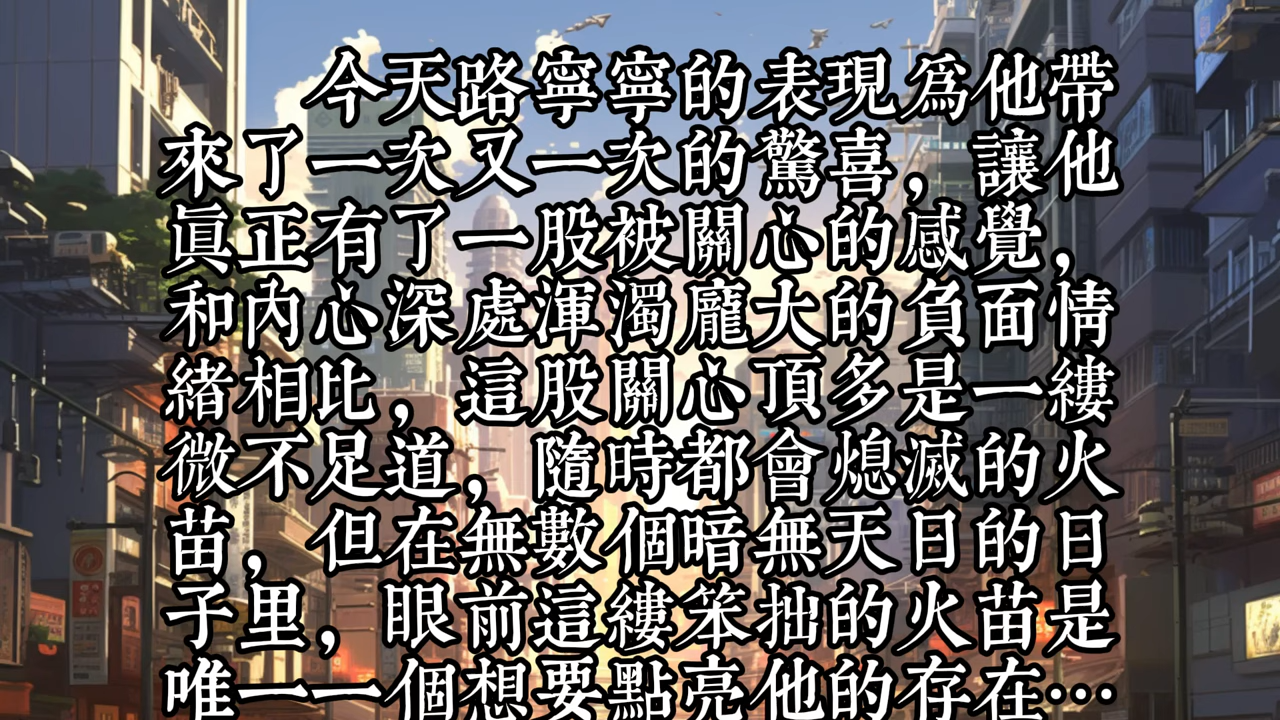 今天路寧寧的表現爲他帶
來了一次又一次的驚喜，讓他
眞正有了一股被關心的感覺，
和內心深處渾濁龐大的負面情
緒相比，這股關心頂多是一縷
微不足道，隨時都會熄滅的火
苗，但在無數個暗無天日的日
子里，眼前這縷笨拙的火苗是
唯一一個想要點亮他的存在…